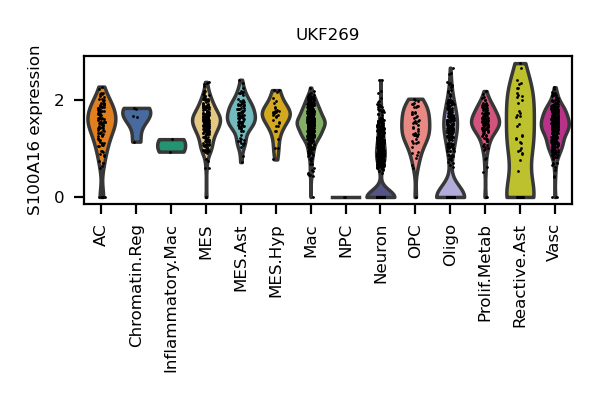 UKF269
S100A16 expression
2
0
AC
Chromatin.Reg
Inflammatory.Mac
MES
MES.Ast
MES.Hyp
Mac
NPC
Neuron
OPC
Oligo
Prolif.Metab
Reactive.Ast
Vasc